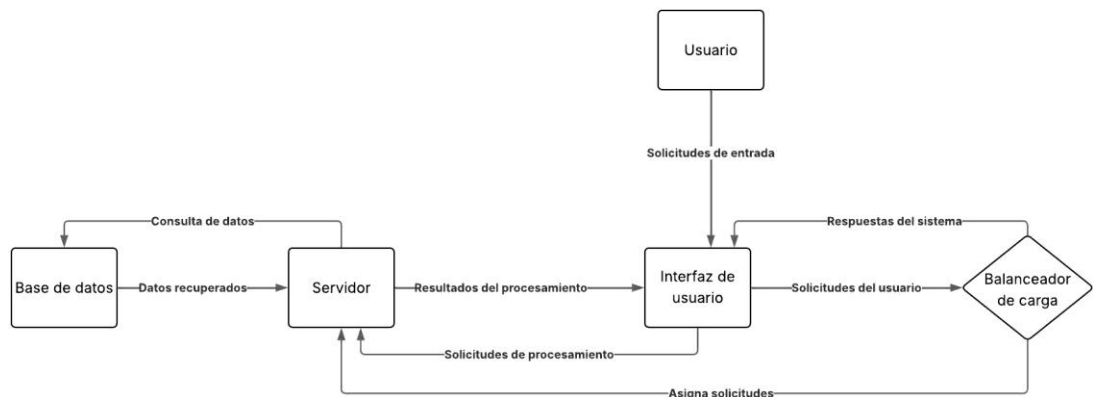 Usuario
Solicitudes de entrada
Consulta de datos
Respuestas del sistema
Base de datos
Datos recuperados
Servidor
Resultados del procesamiento
Interfaz de
usuario
Solicitudes del usuario
Balanceador
de carga
Solicitudes de procesamiento
Asigna solicitudes